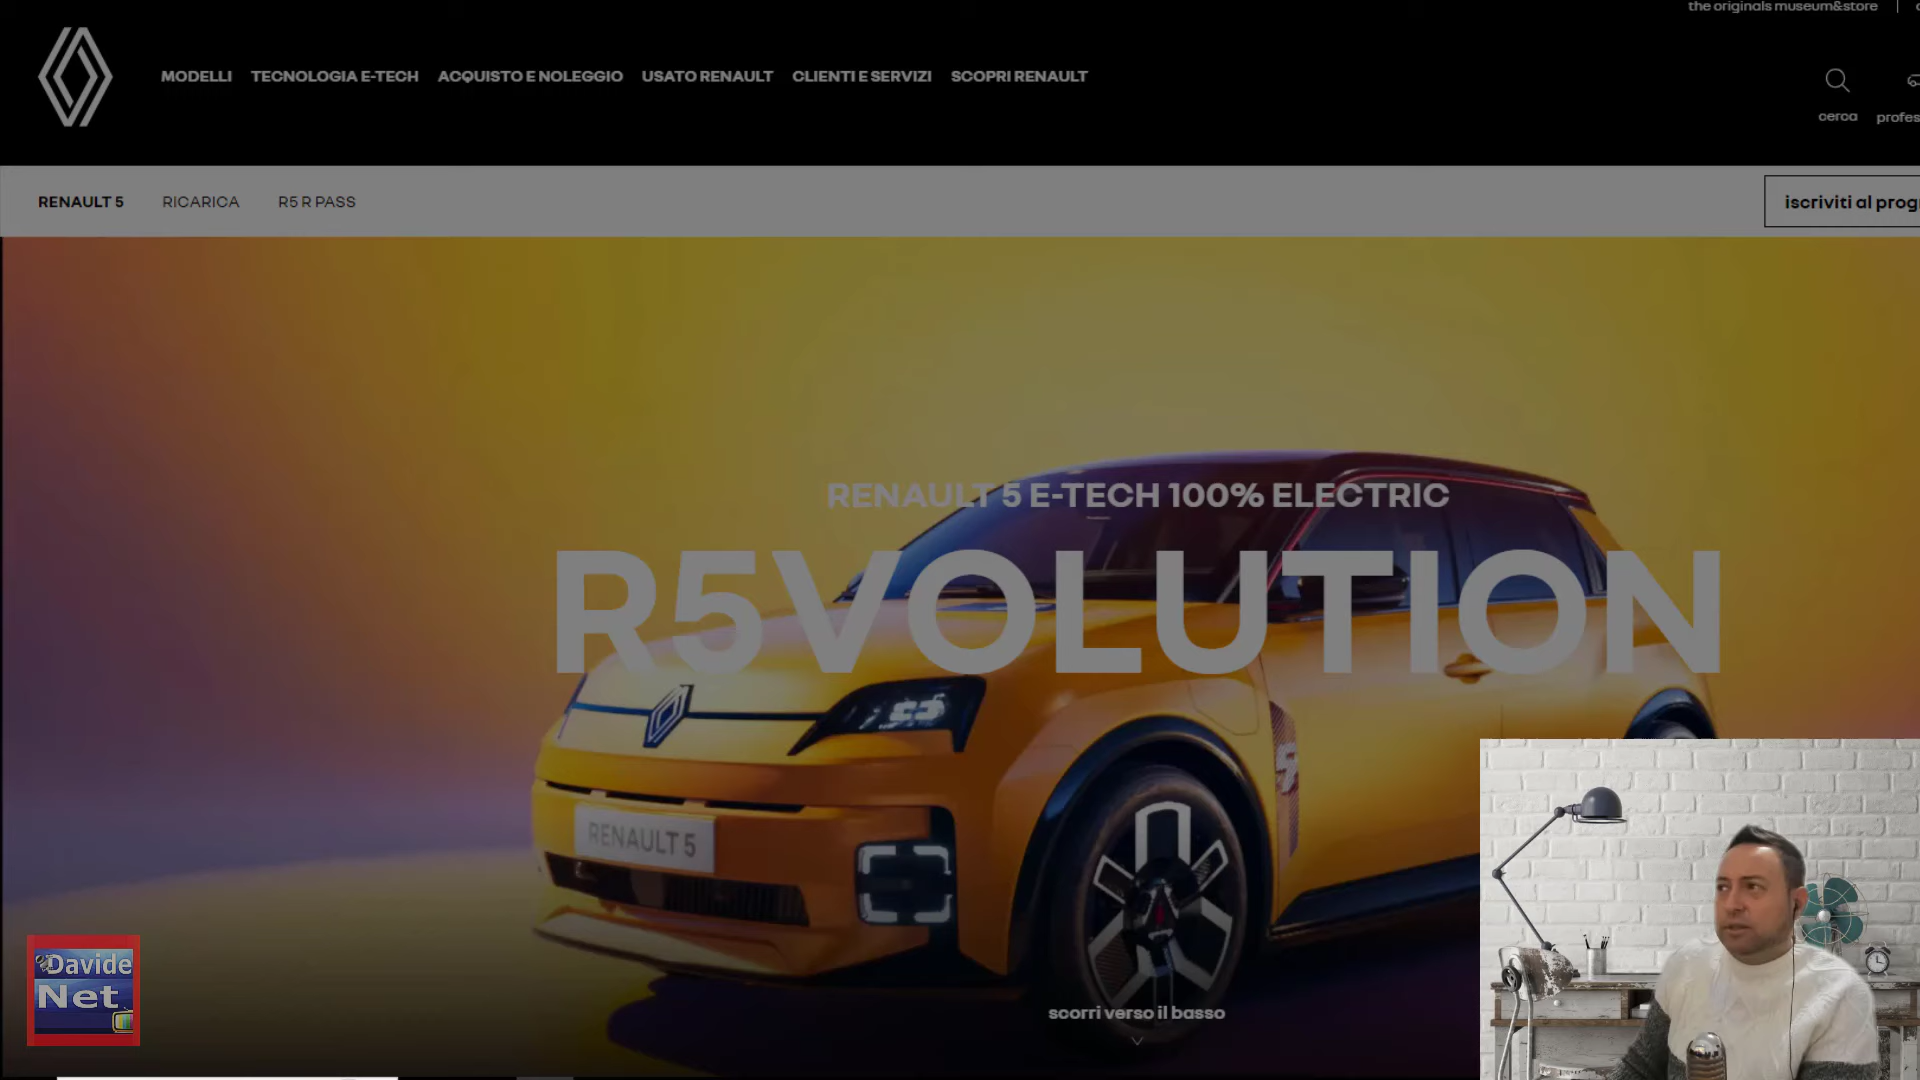 the originals museum&store
MODELLI TECNOLOGIA E-TECH ACQUISTO E NOLEGGIO USATO RENAULT CLIENTI E SERVIZI SCOPRI RENAULT
cerca
profes
RENAULT 5 RICARICA R5 R PASS
iscriviti al prog
RENAULT 5 E-TECH 100% ELECTRIC
R5VOLUTION
RENAULT 5
5
scorri verso il basso
Davide
Net